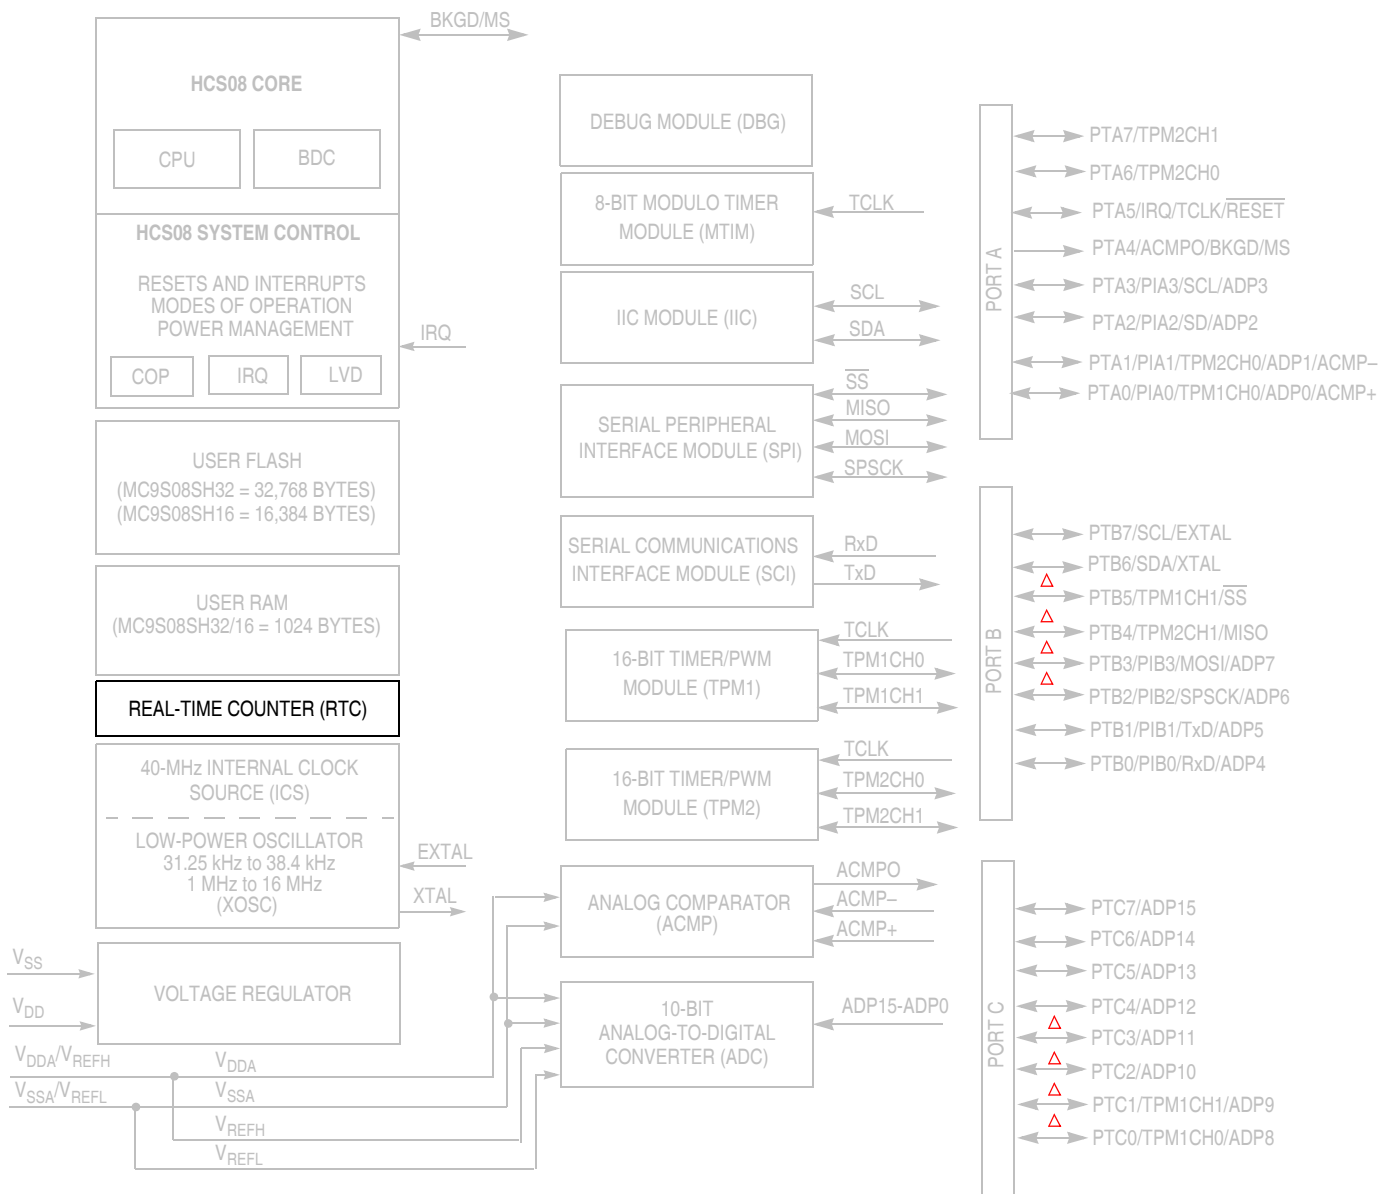 BKGD/MS
HCS08 CORE
CPU
BDC
HCS08 SYSTEM CONTROL
RESETS AND INTERRUPTS
MODES OF OPERATION
POWER MANAGEMENT
IRQ
COP
IRQ
LVD
USER FLASH
(MC9S08SH32 = 32,768 BYTES)
(MC9S08SH16 = 16,384 BYTES)
USER RAM
(MC9S08SH32/16 = 1024 BYTES)
REAL-TIME COUNTER (RTC)
40-MHz INTERNAL CLOCK
SOURCE (ICS)
LOW-POWER OSCILLATOR
31.25 kHz to 38.4 kHz
1 MHz to 16 MHz
(XOSC)
EXTAL
XTAL
VSS
VDD
VOLTAGE REGULATOR
VDDA/VREFH
VSSA/VREFL
VDDA
VSSA
VREFH
VREFL
DEBUG MODULE (DBG)
8-BIT MODULO TIMER
MODULE (MTIM)
TCLK
IIC MODULE (IIC)
SCL
SDA
SERIAL PERIPHERAL
INTERFACE MODULE (SPI)
SS
MISO
MOSI
SPSCK
SERIAL COMMUNICATIONS
INTERFACE MODULE (SCI)
RxD
TxD
16-BIT TIMER/PWM
MODULE (TPM1)
TCLK
TPM1CH0
TPM1CH1
16-BIT TIMER/PWM
MODULE (TPM2)
TCLK
TPM2CH0
TPM2CH1
ANALOG COMPARATOR
(ACMP)
ACMPO
ACMP–
ACMP+
10-BIT
ANALOG-TO-DIGITAL
CONVERTER (ADC)
ADP15-ADP0
PORT A
PTA7/TPM2CH1
PTA6/TPM2CH0
PTA5/IRQ/TCLK/RESET
PTA4/ACMPO/BKGD/MS
PTA3/PIA3/SCL/ADP3
PTA2/PIA2/SD/ADP2
PTA1/PIA1/TPM2CH0/ADP1/ACMP–
PTA0/PIA0/TPM1CH0/ADP0/ACMP+
PORT B
PTB7/SCL/EXTAL
PTB6/SDA/XTAL
PTB5/TPM1CH1/SS
PTB4/TPM2CH1/MISO
PTB3/PIB3/MOSI/ADP7
PTB2/PIB2/SPSCK/ADP6
PTB1/PIB1/TxD/ADP5
PTB0/PIB0/RxD/ADP4
PORT C
PTC7/ADP15
PTC6/ADP14
PTC5/ADP13
PTC4/ADP12
PTC3/ADP11
PTC2/ADP10
PTC1/TPM1CH1/ADP9
PTC0/TPM1CH0/ADP8